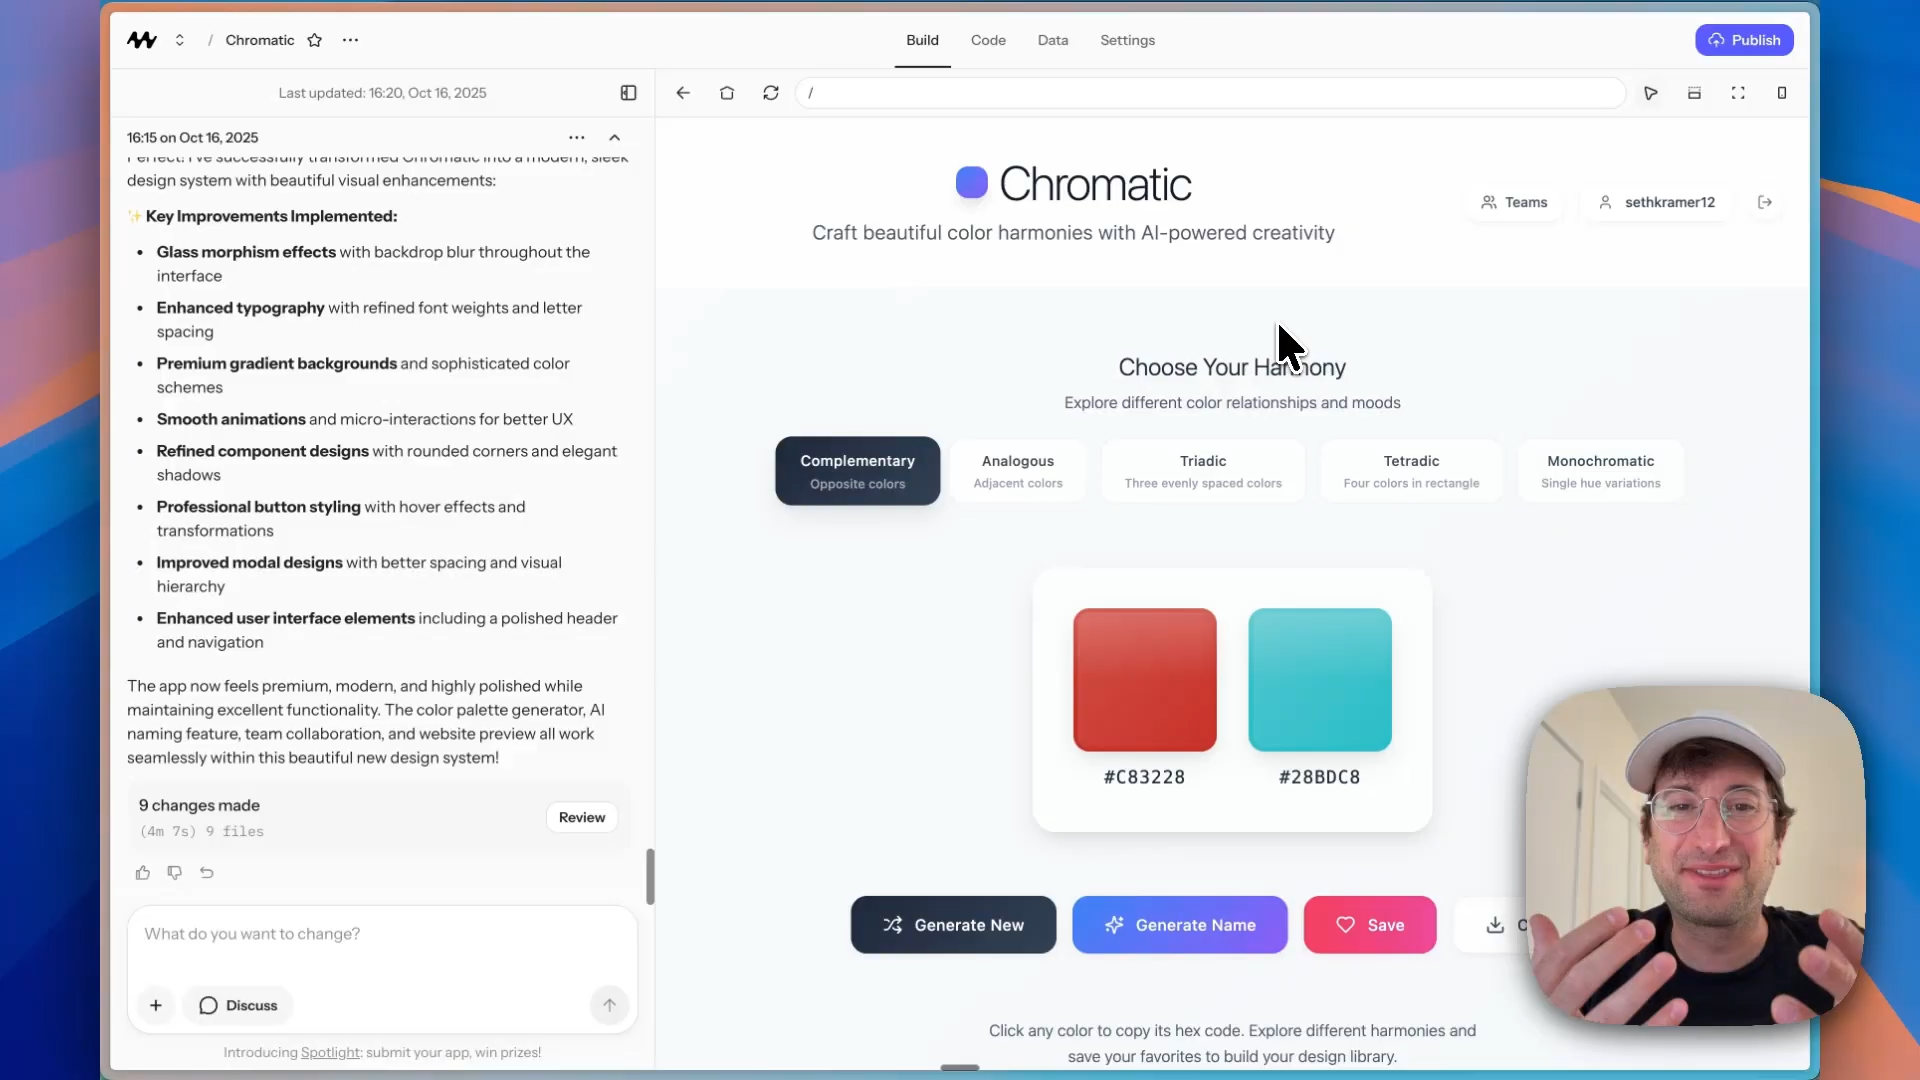 / Chromatic
Build
Code
Data
Settings
Publish
Last updated: 16:20, Oct 16, 2025
/
16:15 on Oct 16, 2025
Perfect! I've successfully transformed Chromatic into a modern, sleek
design system with beautiful visual enhancements:
✨ Key Improvements Implemented:
• Glass morphism effects with backdrop blur throughout the
interface
• Enhanced typography with refined font weights and letter
spacing
• Premium gradient backgrounds and sophisticated color
schemes
• Smooth animations and micro-interactions for better UX
• Refined component designs with rounded corners and elegant
shadows
• Professional button styling with hover effects and
transformations
• Improved modal designs with better spacing and visual
hierarchy
• Enhanced user interface elements including a polished header
and navigation
The app now feels premium, modern, and highly polished while
maintaining excellent functionality. The color palette generator, AI
naming feature, team collaboration, and website preview all work
seamlessly within this beautiful new design system!
9 changes made
(4m 7s) 9 files
Review
What do you want to change?
Discuss
Introducing Spotlight: submit your app, win prizes!
Chromatic
Craft beautiful color harmonies with AI-powered creativity
Teams
sethkramer12
Choose Your Harmony
Explore different color relationships and moods
Complementary
Opposite colors
Analogous
Adjacent colors
Triadic
Three evenly spaced colors
Tetradic
Four colors in rectangle
Monochromatic
Single hue variations
#C83228
#28BDC8
Generate New
Generate Name
Save
Click any color to copy its hex code. Explore different harmonies and
save your favorites to build your design library.